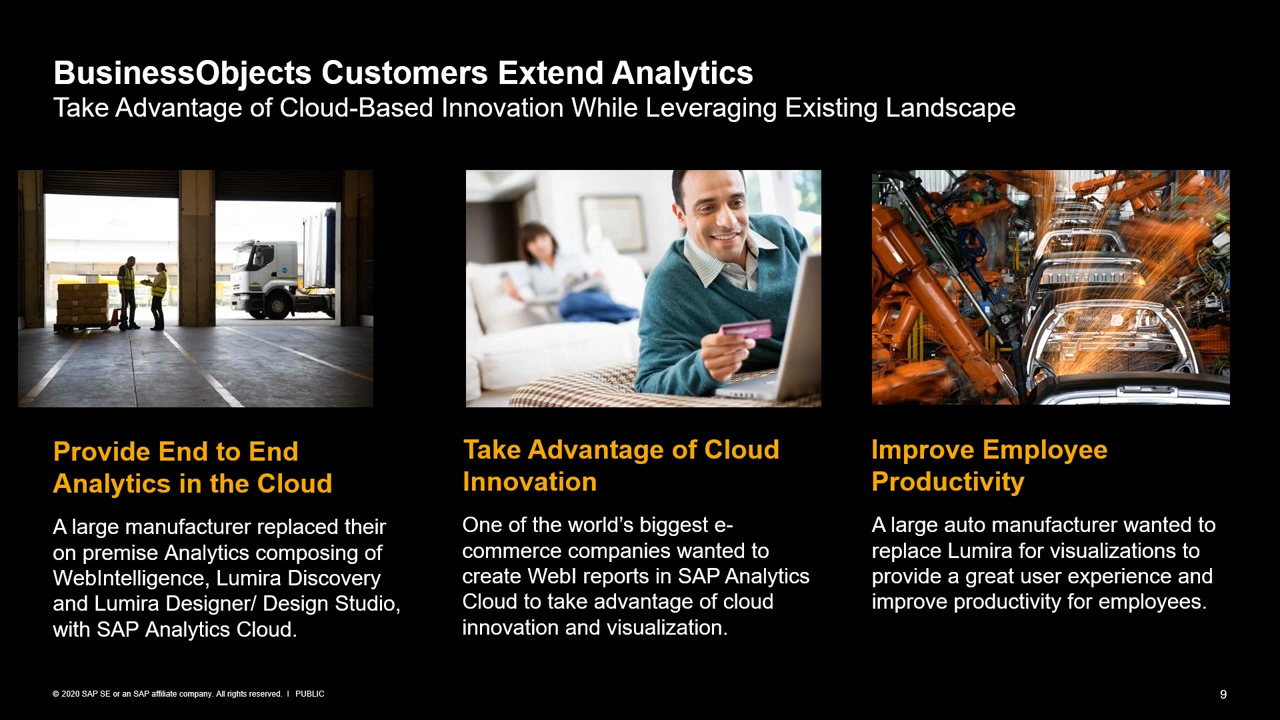 BusinessObjects Customers Extend Analytics
Take Advantage of Cloud-Based Innovation While Leveraging Existing Landscape
Provide End to End
Analytics in the Cloud
A large manufacturer replaced their
on premise Analytics composing of
WebIntelligence, Lumira Discovery
and Lumira Designer/ Design Studio,
with SAP Analytics Cloud.
Take Advantage of Cloud
Innovation
One of the world’s biggest e-
commerce companies wanted to
create WebI reports in SAP Analytics
Cloud to take advantage of cloud
innovation and visualization.
Improve Employee
Productivity
A large auto manufacturer wanted to
replace Lumira for visualizations to
provide a great user experience and
improve productivity for employees.
© 2020 SAP SE or an SAP affiliate company. All rights reserved. I PUBLIC
9